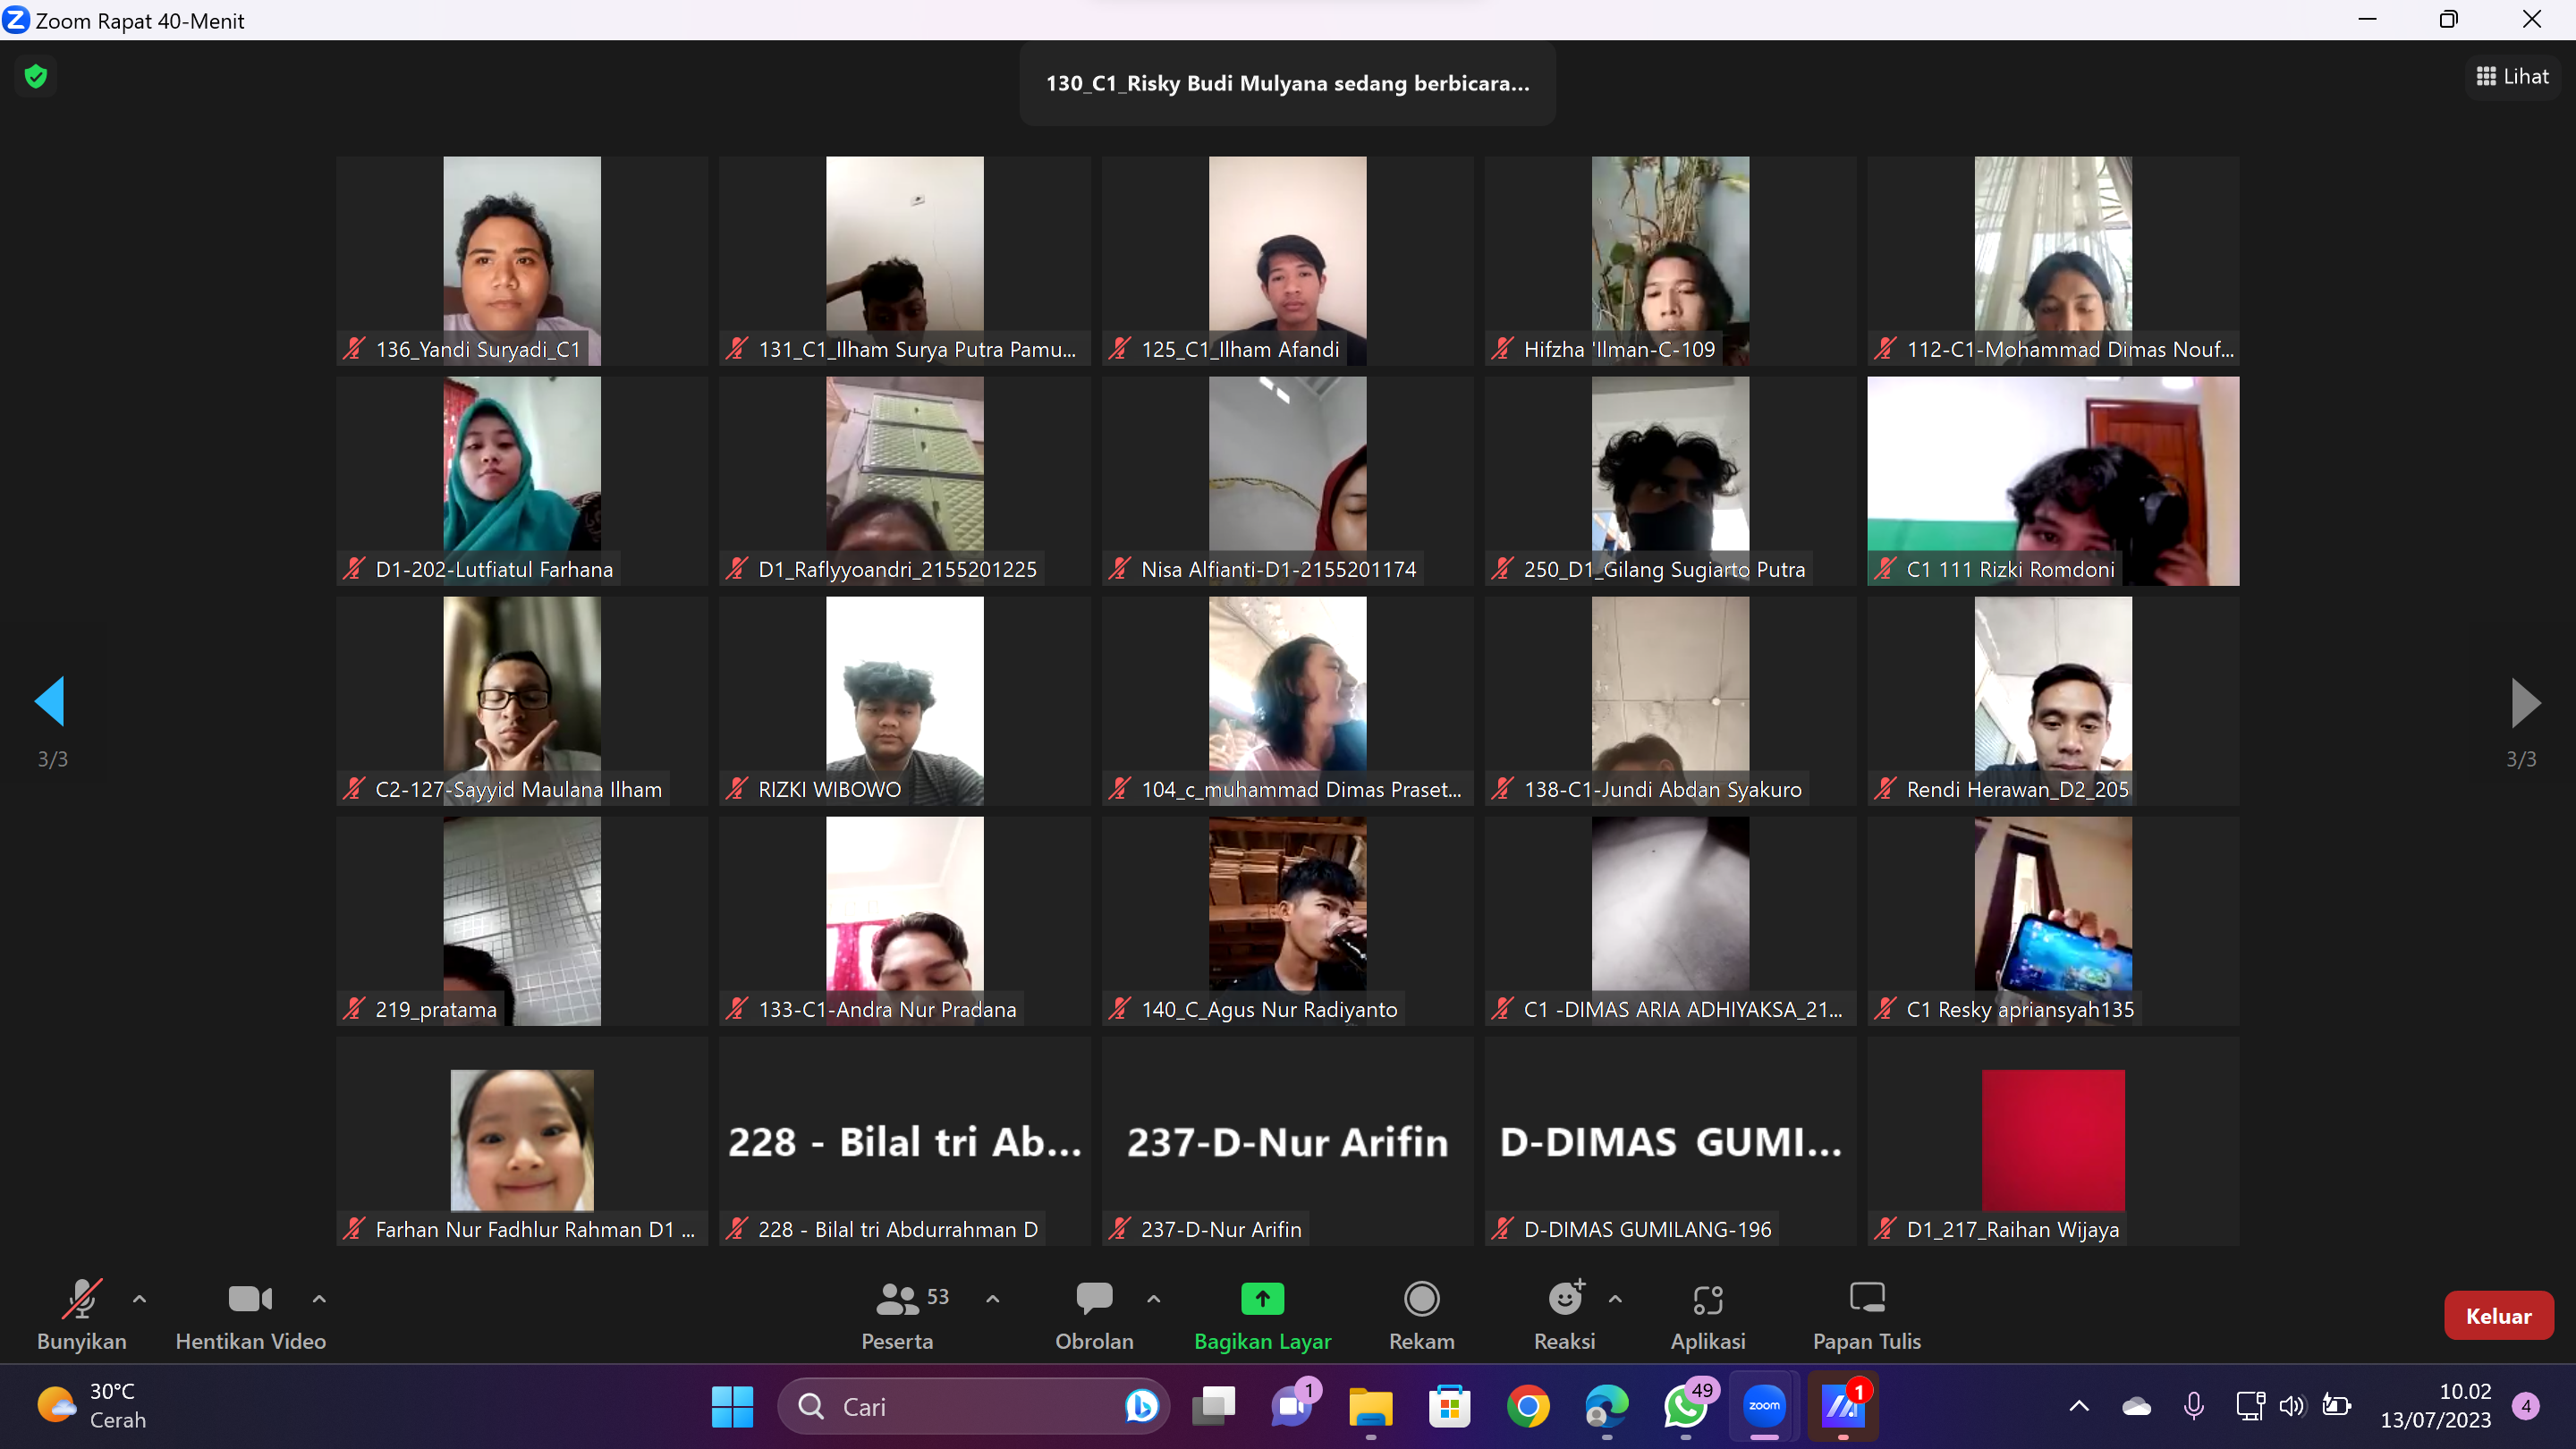 Zoom Rapat 40-Menit
130_C1_Risky Budi Mulyana sedang berbicara...
Lihat
136_Yandi Suryadi_C1
131_C1_Ilham Surya Putra Pamu...
125_C1_Ilham Afandi
Hifzha 'Ilman-C-109
112-C1-Mohammad Dimas Nouf...
D1-202-Lutfiatul Farhana
D1_Raflyyoandri_2155201225
Nisa Alfianti-D1-2155201174
250_D1_Gilang Sugiarto Putra
C1 111 Rizki Romdoni
C2-127-Sayyid Maulana Ilham
RIZKI WIBOWO
104_c_muhammad Dimas Praset...
138-C1-Jundi Abdan Syakuro
Rendi Herawan_D2_205
3/3
3/3
219_pratama
133-C1-Andra Nur Pradana
140_C_Agus Nur Radiyanto
C1 -DIMAS ARIA ADHIYAKSA_21...
C1 Resky apriansyah135
228 - Bilal tri Ab...
237-D-Nur Arifin
D-DIMAS GUMI...
Farhan Nur Fadhlur Rahman D1 ...
228 - Bilal tri Abdurrahman D
237-D-Nur Arifin
D-DIMAS GUMILANG-196
D1_217_Raihan Wijaya
Bunyikan
Hentikan Video
53
Peserta
Obrolan
Bagikan Layar
Rekam
Reaksi
Aplikasi
Papan Tulis
Keluar
30°C
Cerah
Cari
1
49
zoom
1
10.02
13/07/2023
4